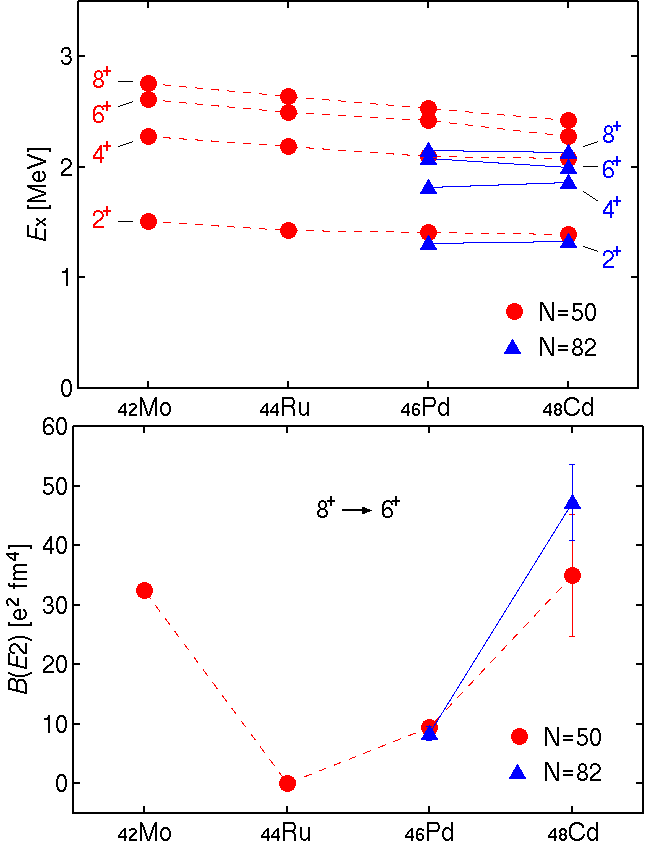 3
8⁺
6⁺
4⁺
2⁺
8⁺
6⁺
4⁺
2⁺
2
1
0
Ex [MeV]
N=50
N=82
₄₂Mo ₄₄Ru ₄₆Pd ₄₈Cd
60
50
40
30
20
10
0
B(E2) [e² fm⁴]
8⁺ → 6⁺
N=50
N=82
₄₂Mo ₄₄Ru ₄₆Pd ₄₈Cd